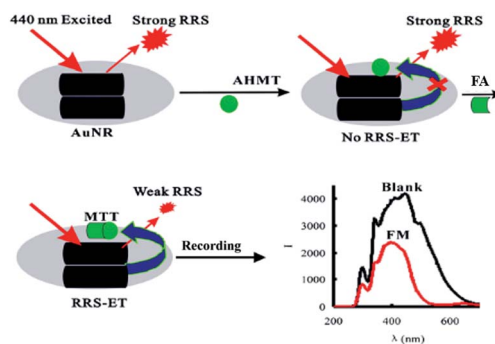 440 nm Excited
Strong RRS
AuNR
AHMT
Strong RRS
No RRS-ET
FA
Weak RRS
MTT
RRS-ET
Recording
Blank
FM
I
4000
3000
2000
1000
0
200
400
600
λ (nm)